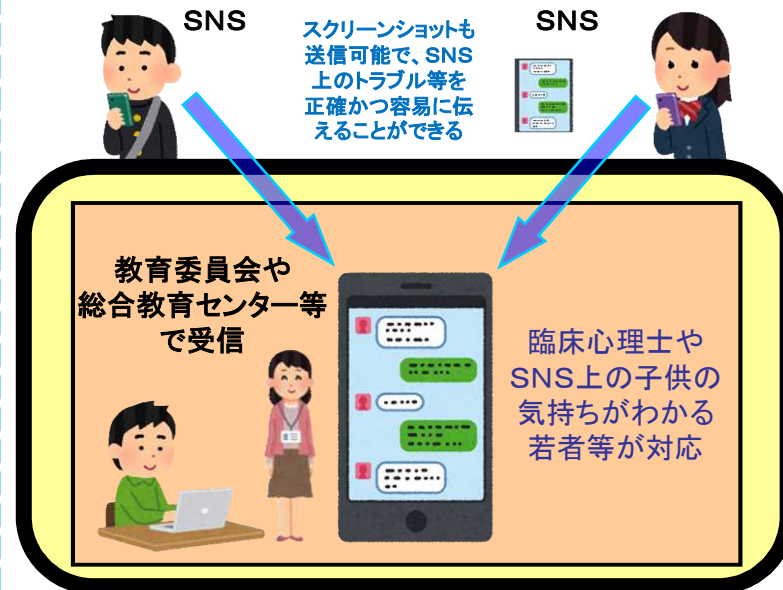 SNS
スクリーンショットも
送信可能で、SNS
上のトラブル等を
正確かつ容易に伝
えることができる
SNS
教育委員会や
総合教育センター等
で受信
臨床心理士や
SNS上の子供の
気持ちがわかる
若者等が対応